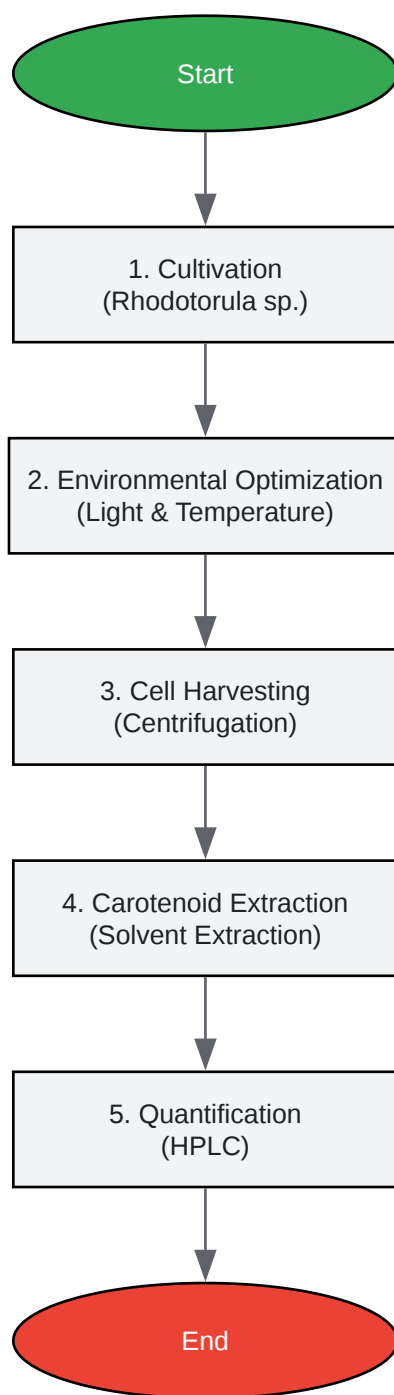 Start
1. Cultivation
(Rhodotorula sp.)
2. Environmental Optimization
(Light & Temperature)
3. Cell Harvesting
(Centrifugation)
4. Carotenoid Extraction
(Solvent Extraction)
5. Quantification
(HPLC)
End